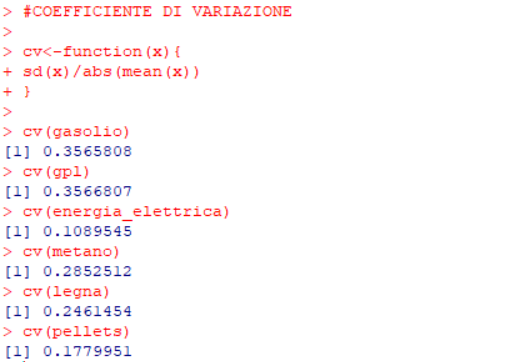 > #COEFFICIENTE DI VARIAZIONE
>
> cv<-function(x){
+ sd(x)/abs(mean(x))
+ }
>
> cv(gasolio)
[1] 0.3565808
> cv(gpl)
[1] 0.3566807
> cv(energia_elettrica)
[1] 0.1089545
> cv(metano)
[1] 0.2852512
> cv(legna)
[1] 0.2461454
> cv(pellets)
[1] 0.1779951